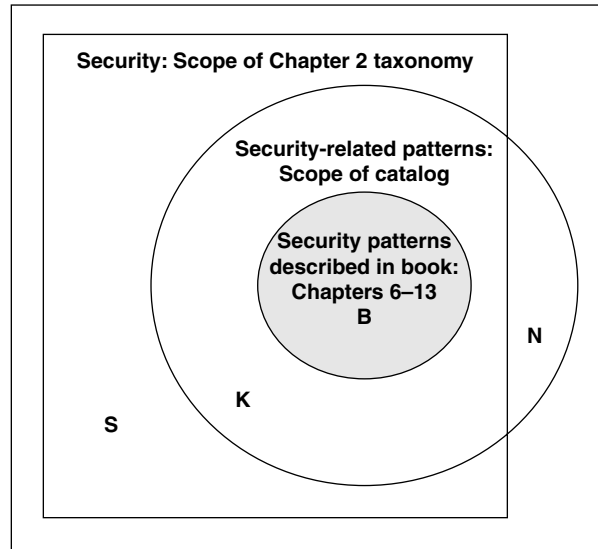 Security: Scope of Chapter 2 taxonomy
Security-related patterns:
Scope of catalog
Security patterns
described in book:
Chapters 6–13
B
N
K
S